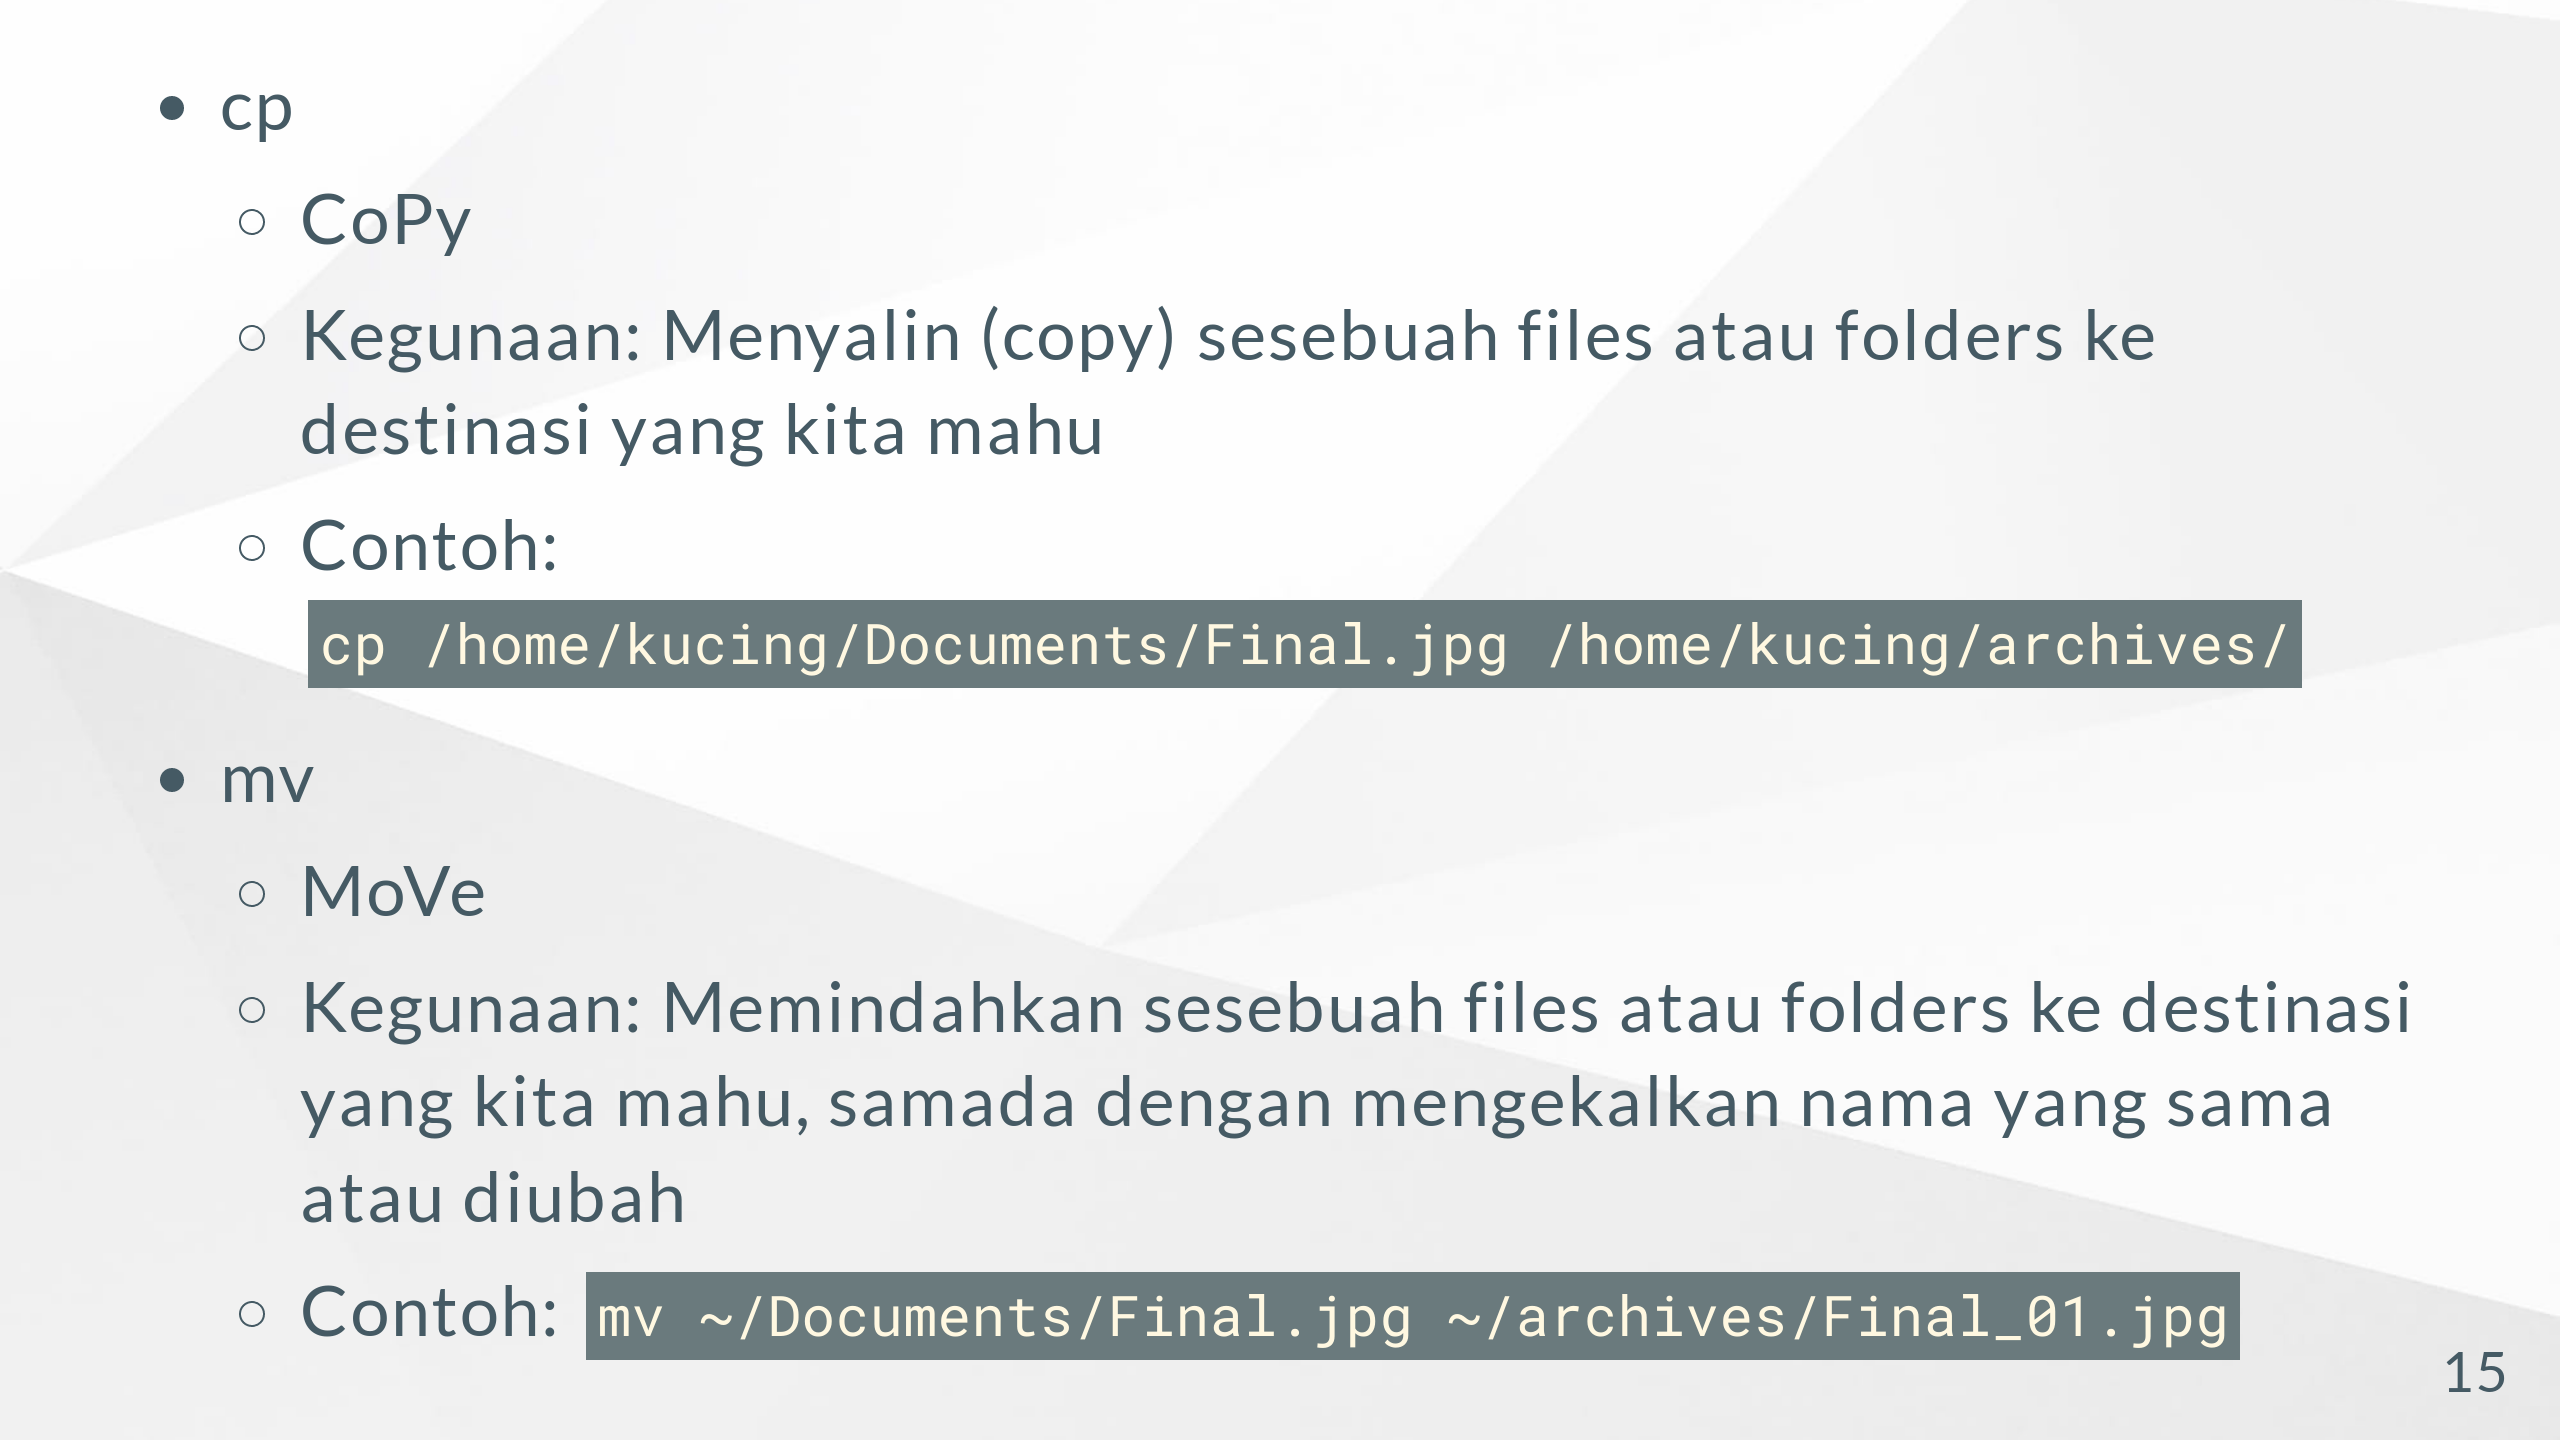 • cp
○ CoPy
○ Kegunaan: Menyalin (copy) sesebuah files atau folders ke
destinasi yang kita mahu
○ Contoh:
cp /home/kucing/Documents/Final.jpg /home/kucing/archives/
• mv
○ MoVe
○ Kegunaan: Memindahkan sesebuah files atau folders ke destinasi
yang kita mahu, samada dengan mengekalkan nama yang sama
atau diubah
○ Contoh: mv ~/Documents/Final.jpg ~/archives/Final_01.jpg
15